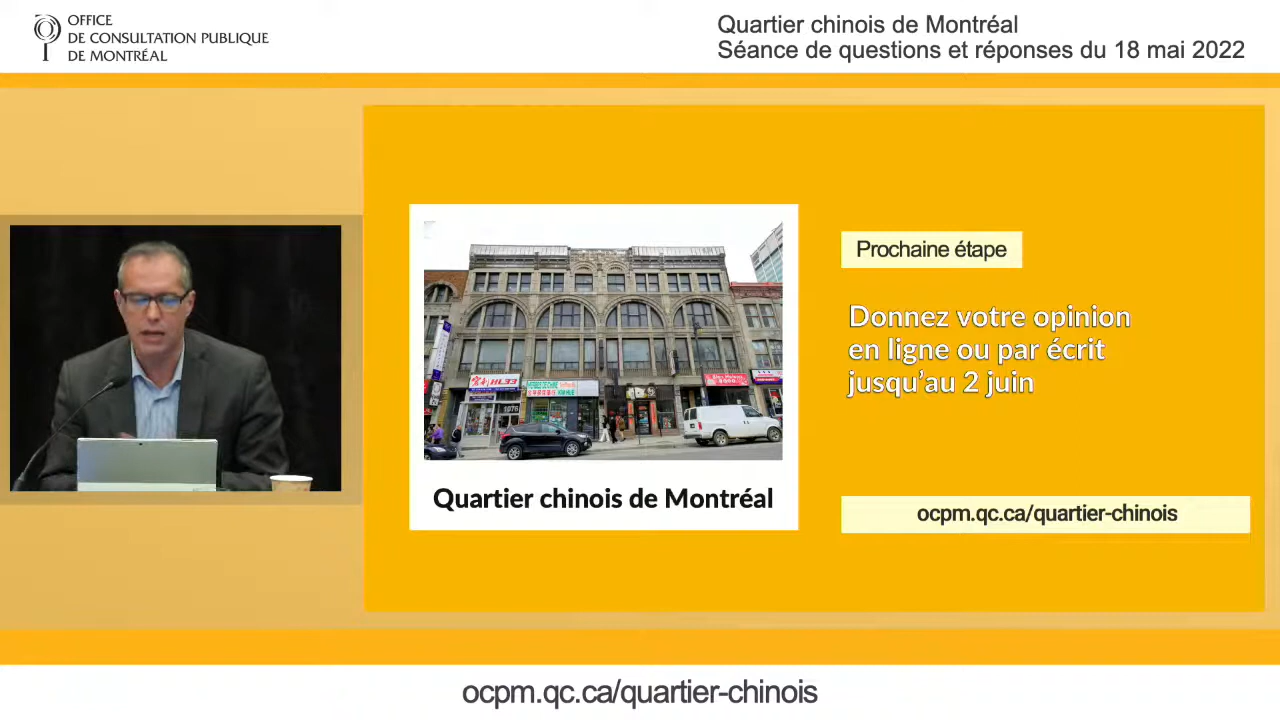 OFFICE
DE CONSULTATION PUBLIQUE
DE MONTRÉAL
Quartier chinois de Montréal
Séance de questions et réponses du 18 mai 2022
HL33
1076
Quartier chinois de Montréal
Prochaine étape
Donnez votre opinion
en ligne ou par écrit
jusqu'au 2 juin
ocpm.qc.ca/quartier-chinois
ocpm.qc.ca/quartier-chinois